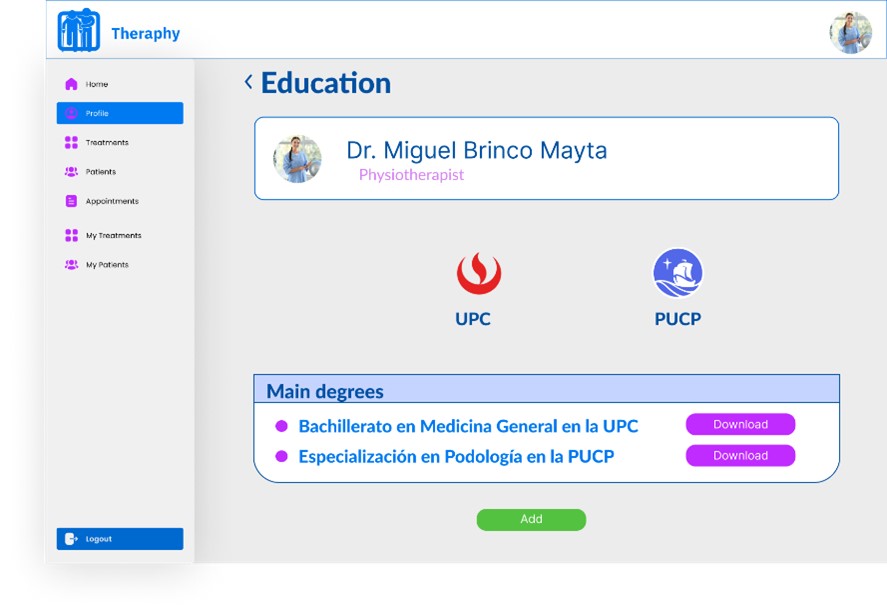 Theraphy
Home
Profile
Treatments
Patients
Appointments
My Treatments
My Patients
Logout
Education
Dr. Miguel Brinco Mayta
Physiotherapist
UPC
PUCP
Main degrees
Bachillerato en Medicina General en la UPC
Download
Especialización en Podología en la PUCP
Download
Add